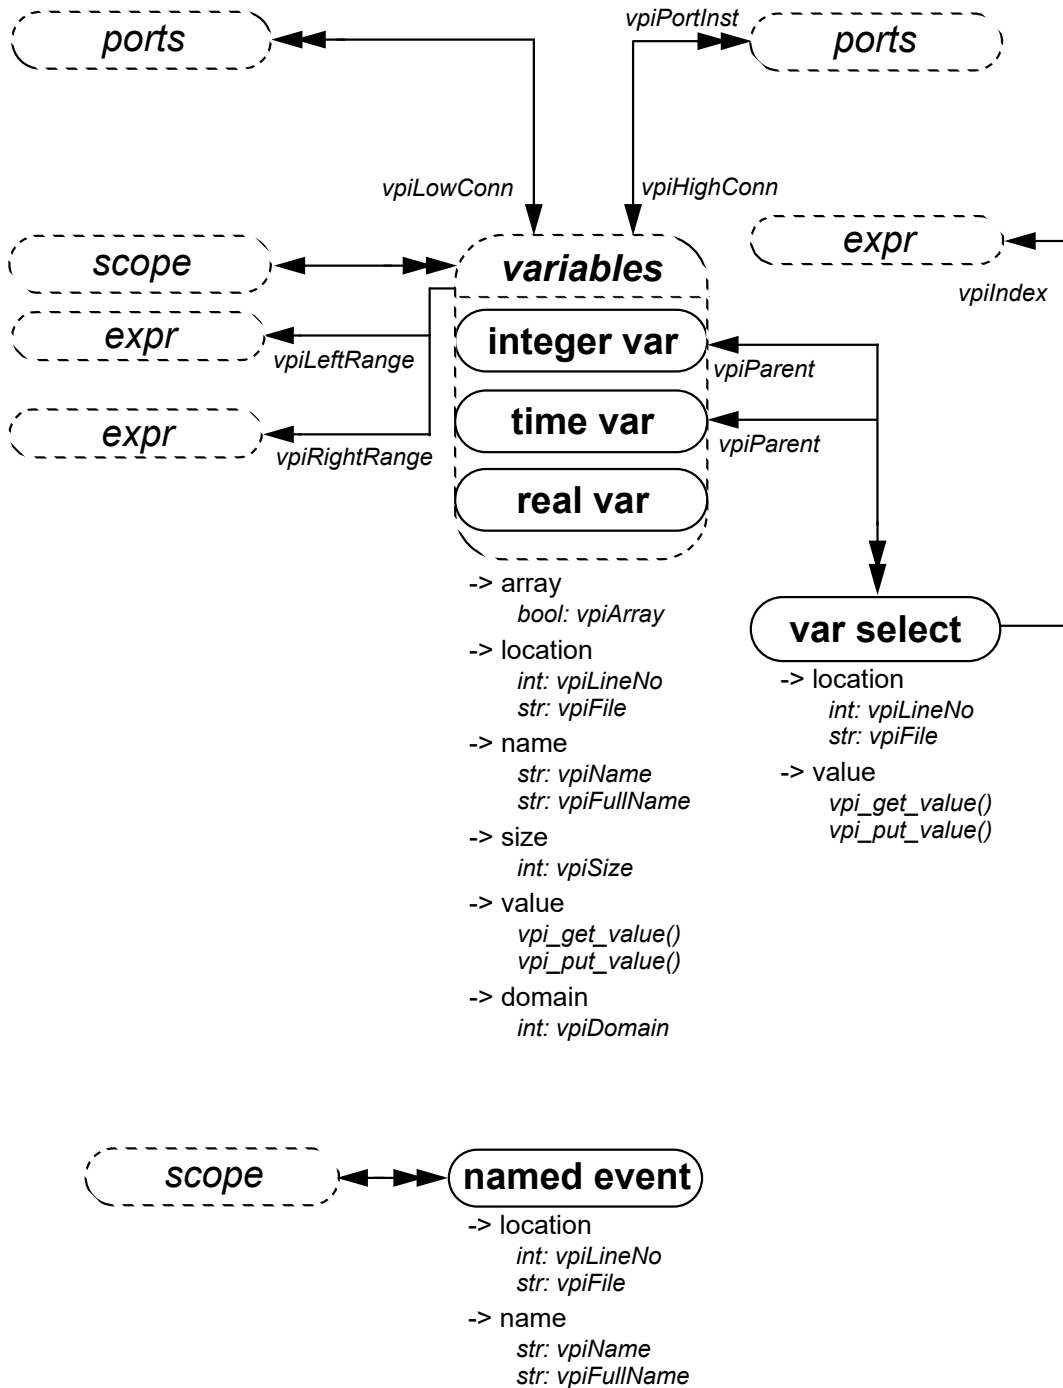 ports
vpiPortInst
ports
vpiLowConn
vpiHighConn
scope
variables
expr
vpiIndex
expr
vpiLeftRange
integer var
vpiParent
expr
vpiRightRange
time var
vpiParent
real var
-> array
bool: vpiArray
-> location
int: vpiLineNo
str: vpiFile
-> name
str: vpiName
str: vpiFullName
-> size
int: vpiSize
-> value
vpi_get_value()
vpi_put_value()
-> domain
int: vpiDomain
var select
-> location
int: vpiLineNo
str: vpiFile
-> value
vpi_get_value()
vpi_put_value()
scope
named event
-> location
int: vpiLineNo
str: vpiFile
-> name
str: vpiName
str: vpiFullName